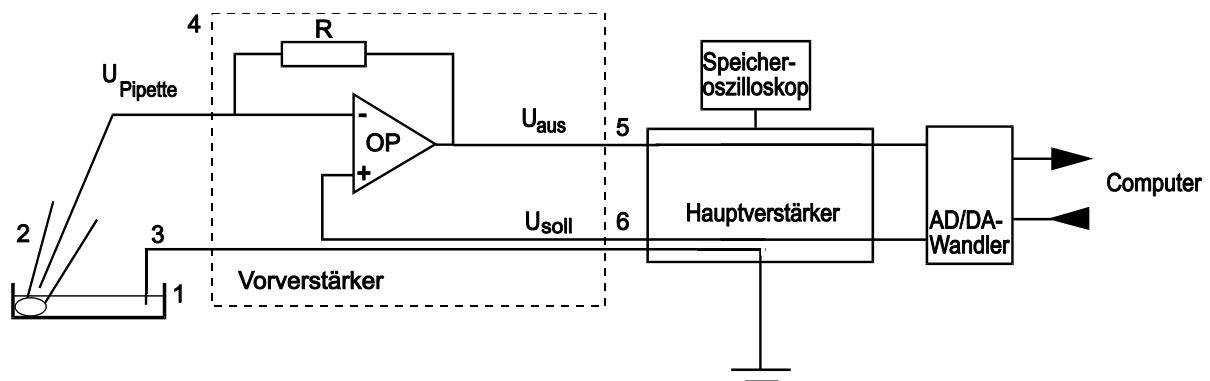 4
R
Speicher-
oszilloskop
U Pipette
-
OP
+
U aus
5
Hauptverstärker
AD/DA-
Wandler
Computer
2
3
U soll
6
1
Vorverstärker